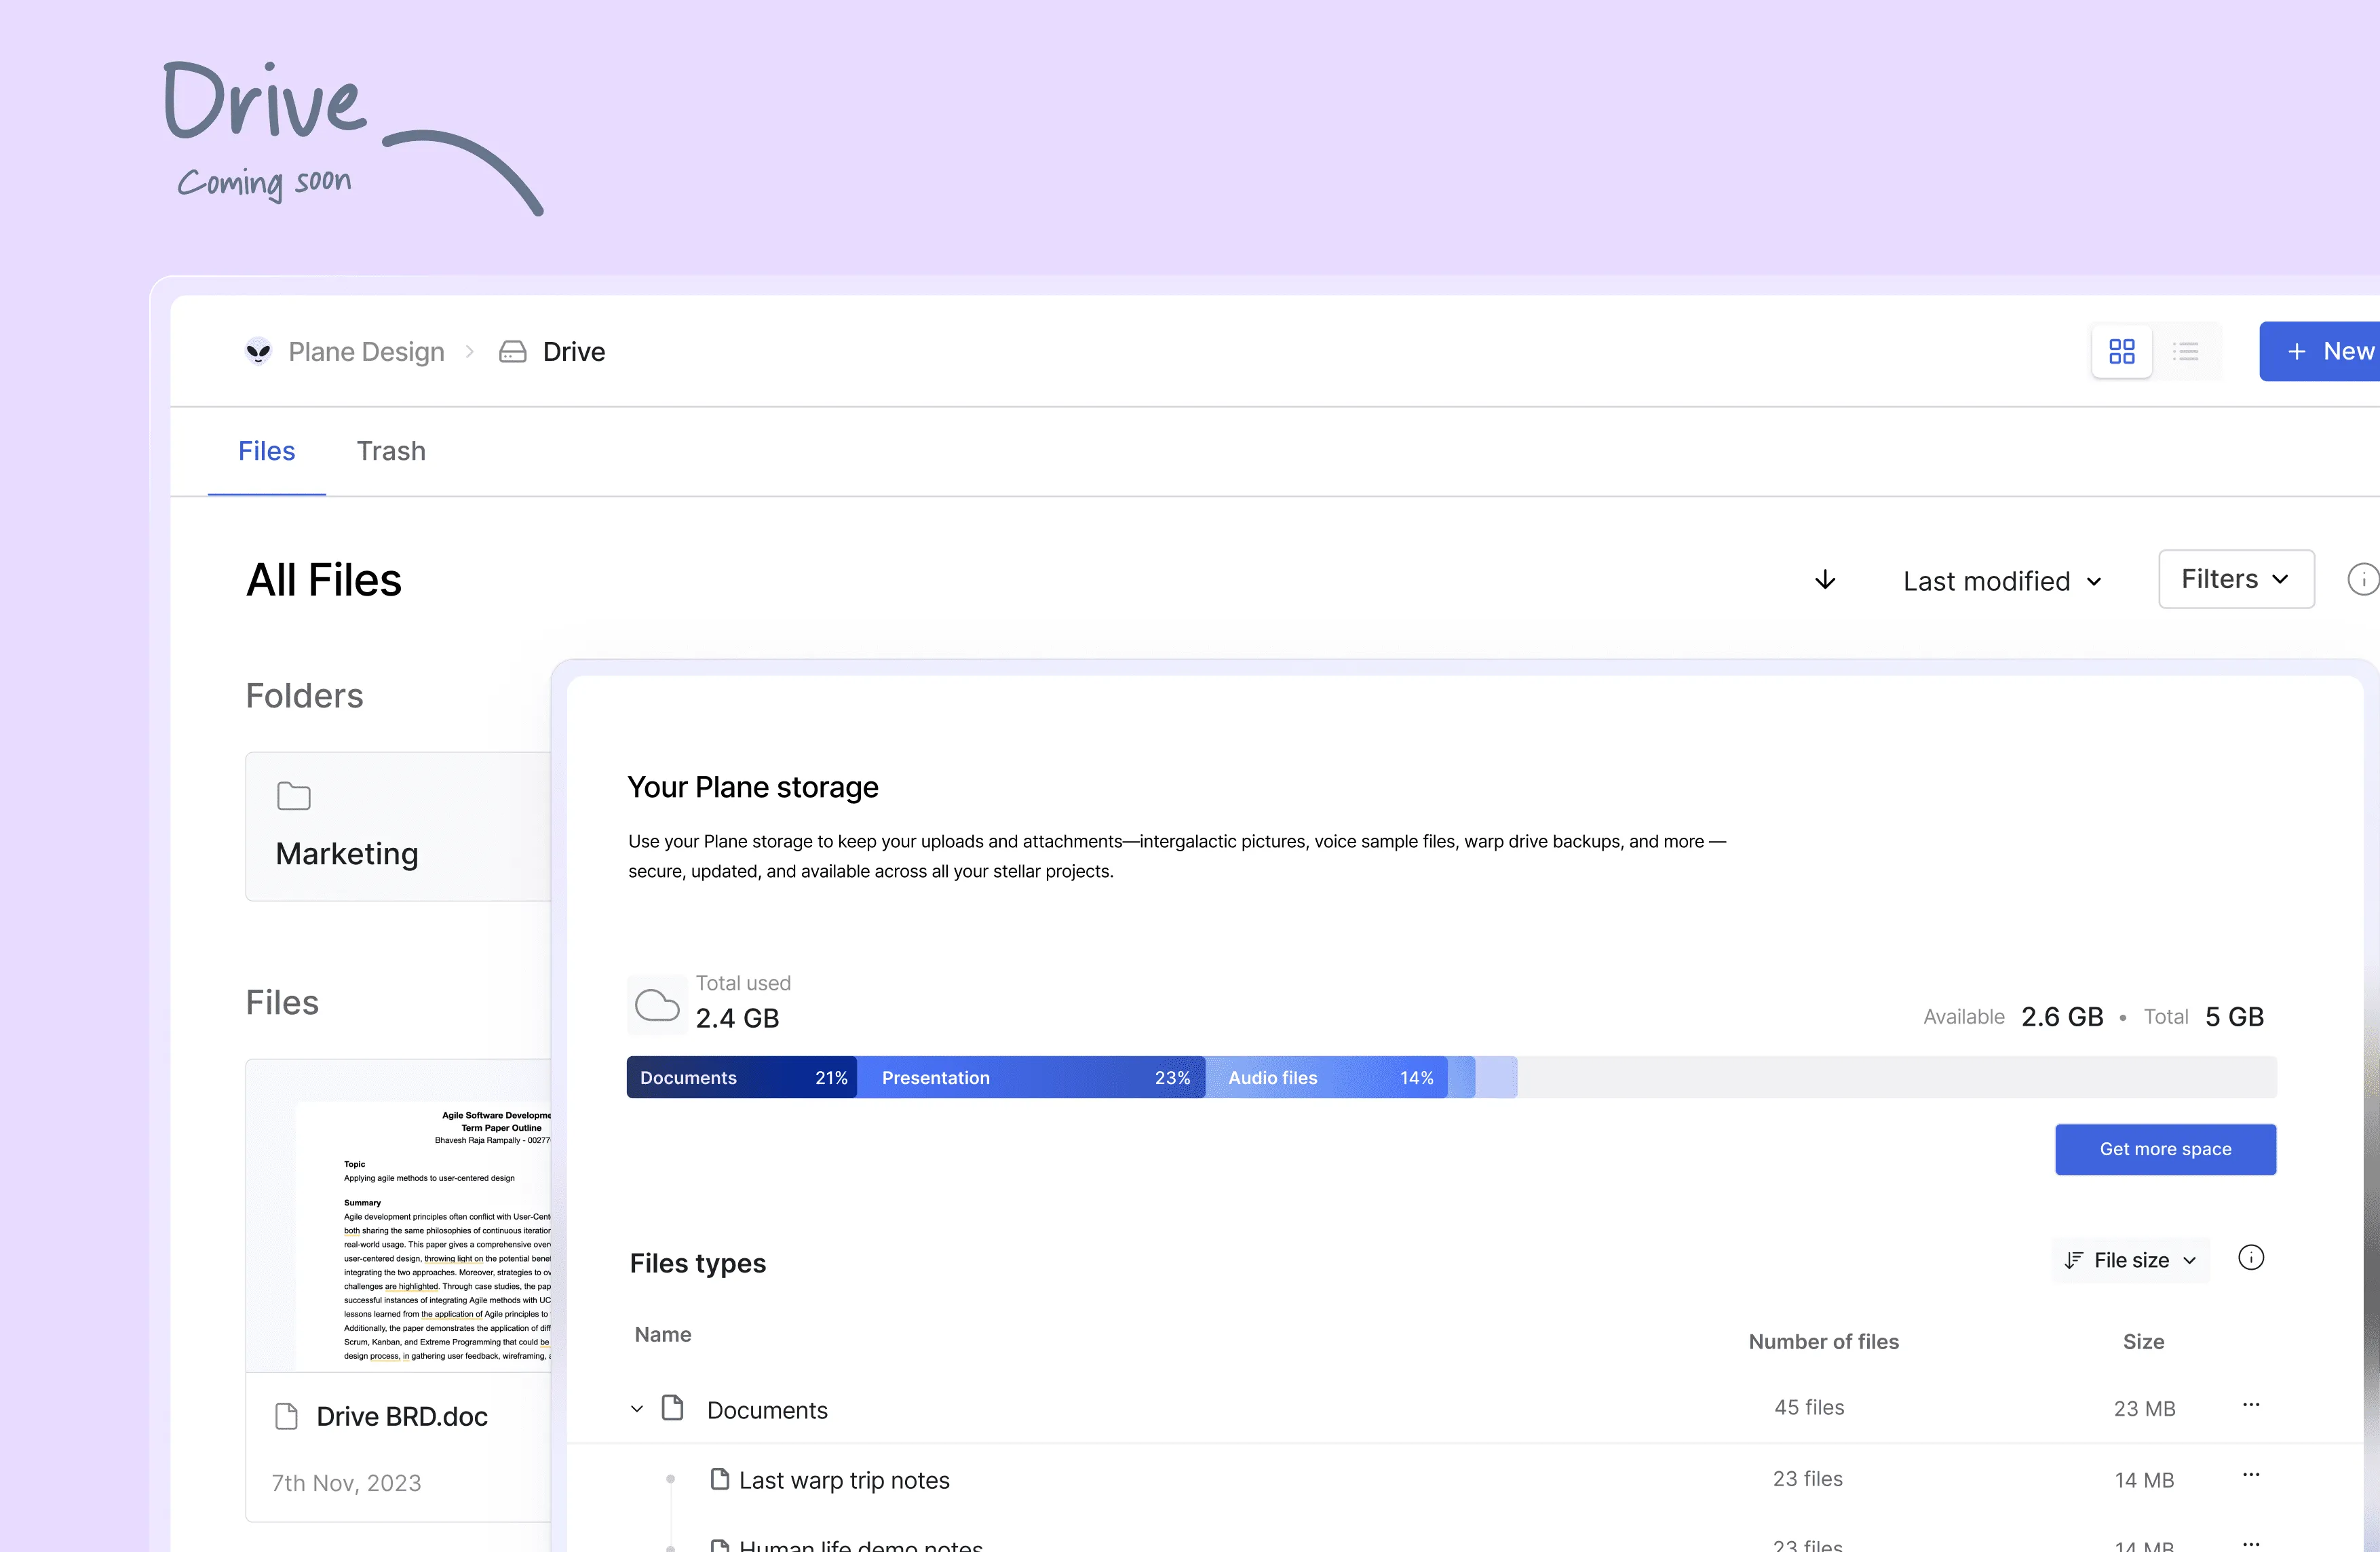 Drive
Coming soon
Plane Design
Drive
New
Files
Trash
All Files
Last modified
Filters
Folders
Marketing
Files
Agile Software Developme
Term Paper Outline
Bhavesh Raja Rampally - 00277
Topic
Applying agile methods to user-centered design
Summary
Agile development principles often conflict with User-Cent
both sharing the same philosophies of continuous iteration
real-world usage. This paper gives a comprehensive over
user-centered design, throwing light on the potential benef
integrating the two approaches. Moreover, strategies to ov
challenges are highlighted. Through case studies, the pap
successful instances of integrating Agile methods with UC
lessons learned from the application of Agile principles to
Additionally, the paper demonstrates the application of diff
Scrum, Kanban, and Extreme Programming that could be
design process, in gathering user feedback, wireframing, a
Drive BRD.doc
7th Nov, 2023
Your Plane storage
Use your Plane storage to keep your uploads and attachments—intergalactic pictures, voice sample files, warp drive backups, and more —
secure, updated, and available across all your stellar projects.
Total used
2.4 GB
Available 2.6 GB • Total 5 GB
Documents 21% Presentation 23% Audio files 14%
Get more space
Files types
File size
Name Number of files Size
Documents 45 files 23 MB
Last warp trip notes 23 files 14 MB
Human life demo notes 23 files 14 MB